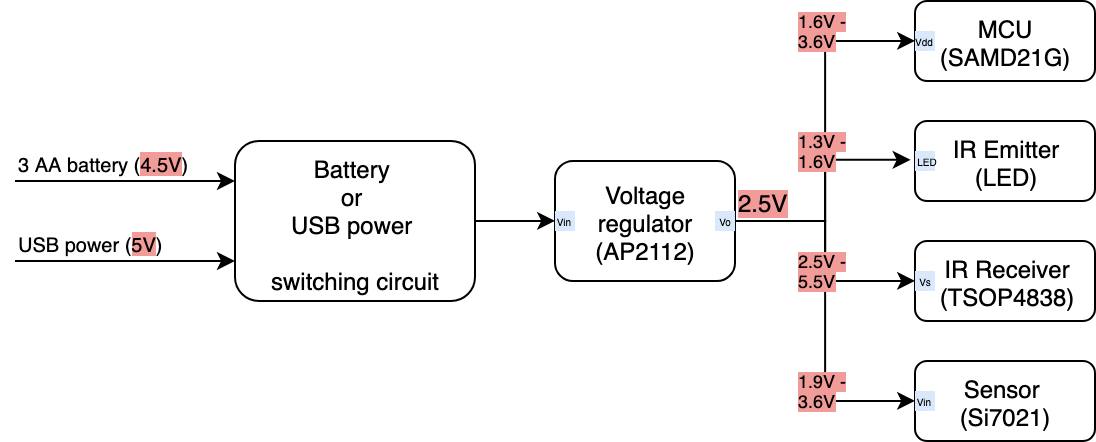 3 AA battery (4.5V)
USB power (5V)
Battery
or
USB power
switching circuit
Vin
Voltage
regulator
(AP2112)
Vo
2.5V
1.6V -
3.6V
Vdd
MCU
(SAMD21G)
1.3V -
1.6V
LED
IR Emitter
(LED)
2.5V -
5.5V
Vs
IR Receiver
(TSOP4838)
1.9V -
3.6V
Vin
Sensor
(Si7021)